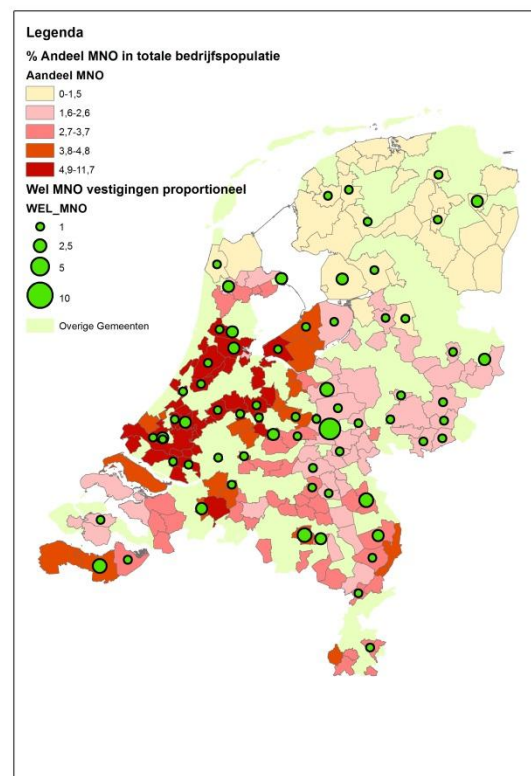 Legenda
% Andeel MNO in totale bedrijfspopulatie
Aandeel MNO
0-1,5
1,6-2,6
2,7-3,7
3,8-4,8
4,9-11,7
Wel MNO vestigingen proportioneel
WEL_MNO
1
2,5
5
10
Overige Gemeenten